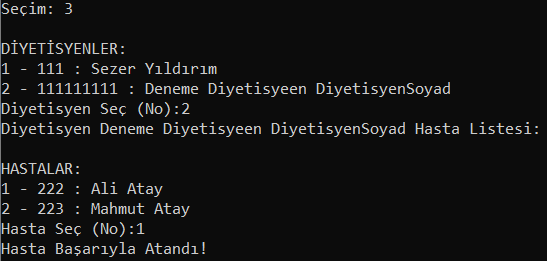 Seçim: 3
DİYETİSYENLER:
1 - 111 : Sezer Yıldırım
2 - 111111111 : Deneme Diyetisyeen DiyetisyenSoyad
Diyetisyen Seç (No):2
Diyetisyen Deneme Diyetisyeen DiyetisyenSoyad Hasta Listesi:
HASTALAR:
1 - 222 : Ali Atay
2 - 223 : Mahmut Atay
Hasta Seç (No):1
Hasta Başarıyla Atandı!